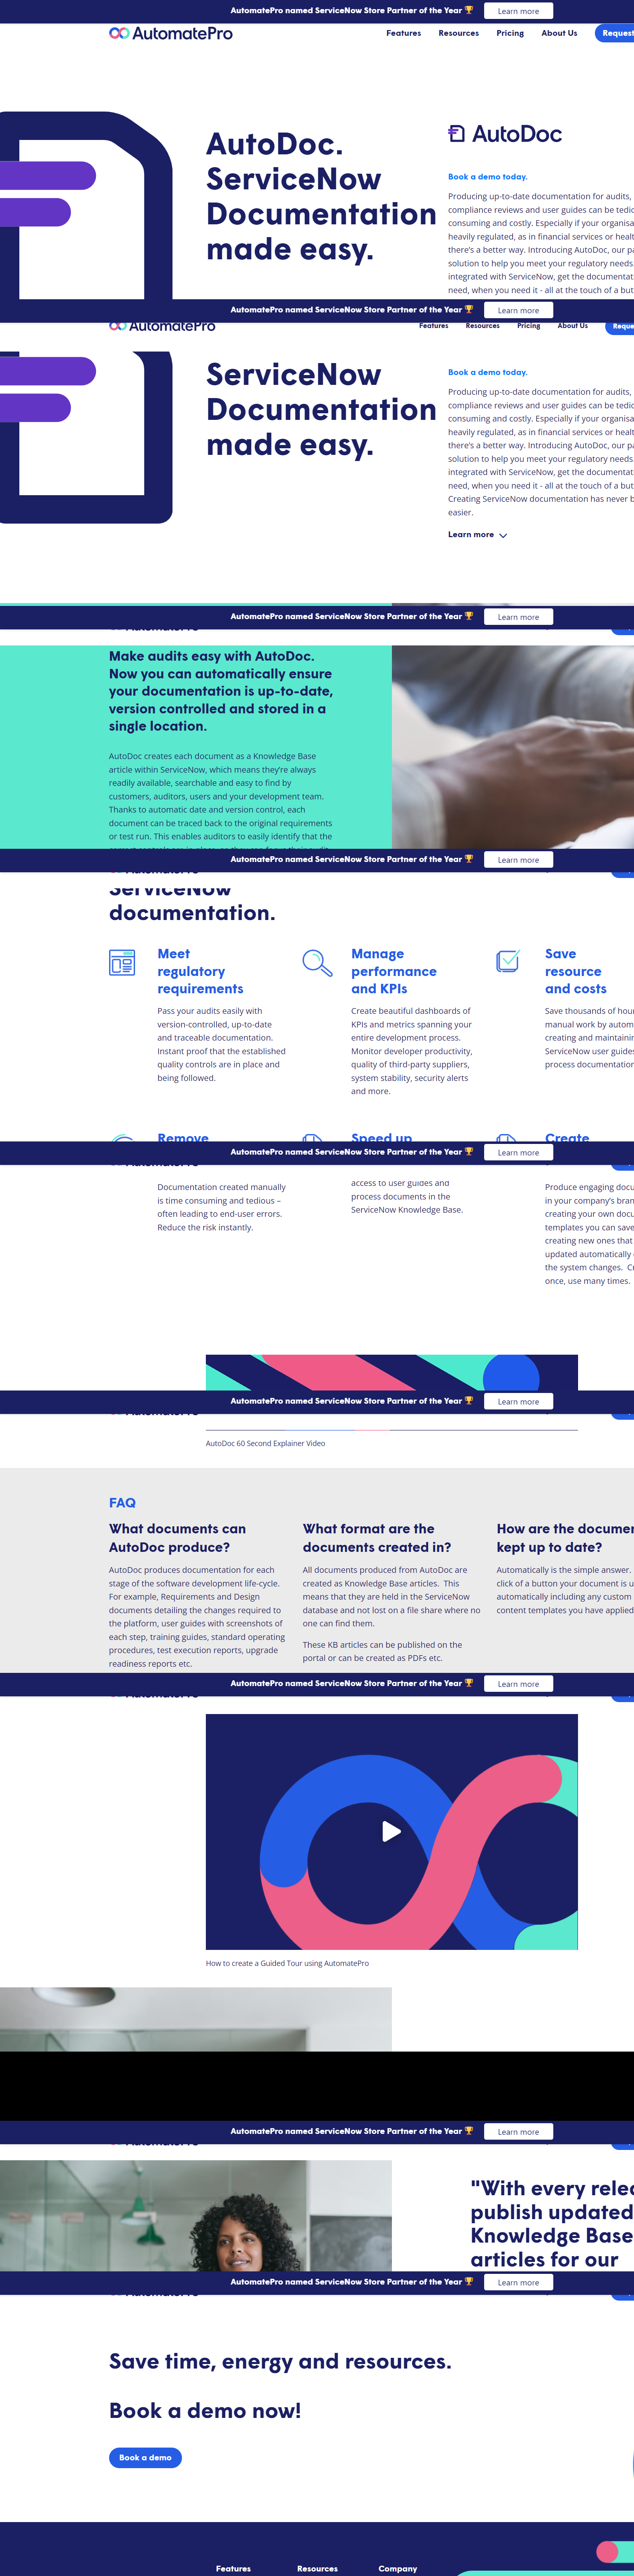 AutomatePro named ServiceNow Store Partner of the Year 🏆 Learn more
AutomatePro Features Resources Pricing About Us Request
AutoDoc.
ServiceNow
Documentation
made easy.
AutoDoc
Book a demo today.
Producing up-to-date documentation for audits,
compliance reviews and user guides can be tedic
consuming and costly. Especially if your organisa
heavily regulated, as in financial services or healt
there's a better way. Introducing AutoDoc, our pa
solution to help you meet your regulatory needs.
integrated with ServiceNow, get the documentat
need, when you need it - all at the touch of a but
AutomatePro named ServiceNow Store Partner of the Year 🏆 Learn more
AutomatePro Features Resources Pricing About Us Reque
ServiceNow
Documentation
made easy.
Book a demo today.
Producing up-to-date documentation for audits,
compliance reviews and user guides can be tedic
consuming and costly. Especially if your organisa
heavily regulated, as in financial services or healt
there's a better way. Introducing AutoDoc, our pa
solution to help you meet your regulatory needs.
integrated with ServiceNow, get the documentat
need, when you need it - all at the touch of a but
Creating ServiceNow documentation has never b
easier.
Learn more
AutomatePro named ServiceNow Store Partner of the Year 🏆 Learn more
Make audits easy with AutoDoc.
Now you can automatically ensure
your documentation is up-to-date,
version controlled and stored in a
single location.
AutoDoc creates each document as a Knowledge Base
article within ServiceNow, which means they're always
readily available, searchable and easy to find by
customers, auditors, users and your development team.
Thanks to automatic date and version control, each
document can be traced back to the original requirements
or test run. This enables auditors to easily identify that the
AutomatePro named ServiceNow Store Partner of the Year 🏆 Learn more
ServiceNow
documentation.
Meet
regulatory
requirements
Pass your audits easily with
version-controlled, up-to-date
and traceable documentation.
Instant proof that the established
quality controls are in place and
being followed.
Manage
performance
and KPIs
Create beautiful dashboards of
KPIs and metrics spanning your
entire development process.
Monitor developer productivity,
quality of third-party suppliers,
system stability, security alerts
and more.
Save
resource
and costs
Save thousands of hou
manual work by autom
creating and maintainin
ServiceNow user guides
process documentation
Remove
Speed up
Create
AutomatePro named ServiceNow Store Partner of the Year 🏆 Learn more
Documentation created manually
is time consuming and tedious –
often leading to end-user errors.
Reduce the risk instantly.
access to user guides and
process documents in the
ServiceNow Knowledge Base.
Produce engaging docu
in your company's bran
creating your own docu
templates you can save
creating new ones that
updated automatically
the system changes. Cr
once, use many times.
AutomatePro named ServiceNow Store Partner of the Year 🏆 Learn more
AutoDoc 60 Second Explainer Video
FAQ
What documents can
AutoDoc produce?
AutoDoc produces documentation for each
stage of the software development life-cycle.
For example, Requirements and Design
documents detailing the changes required to
the platform, user guides with screenshots of
each step, training guides, standard operating
procedures, test execution reports, upgrade
readiness reports etc.
What format are the
documents created in?
All documents produced from AutoDoc are
created as Knowledge Base articles. This
means that they are held in the ServiceNow
database and not lost on a file share where no
one can find them.
These KB articles can be published on the
portal or can be created as PDFs etc.
How are the documen
kept up to date?
Automatically is the simple answer.
click of a button your document is u
automatically including any custom
content templates you have applied
AutomatePro named ServiceNow Store Partner of the Year 🏆 Learn more
How to create a Guided Tour using AutomatePro
AutomatePro named ServiceNow Store Partner of the Year 🏆 Learn more
"With every relea
publish updated
Knowledge Base
articles for our
AutomatePro named ServiceNow Store Partner of the Year 🏆 Learn more
Save time, energy and resources.
Book a demo now!
Book a demo
Features Resources Company